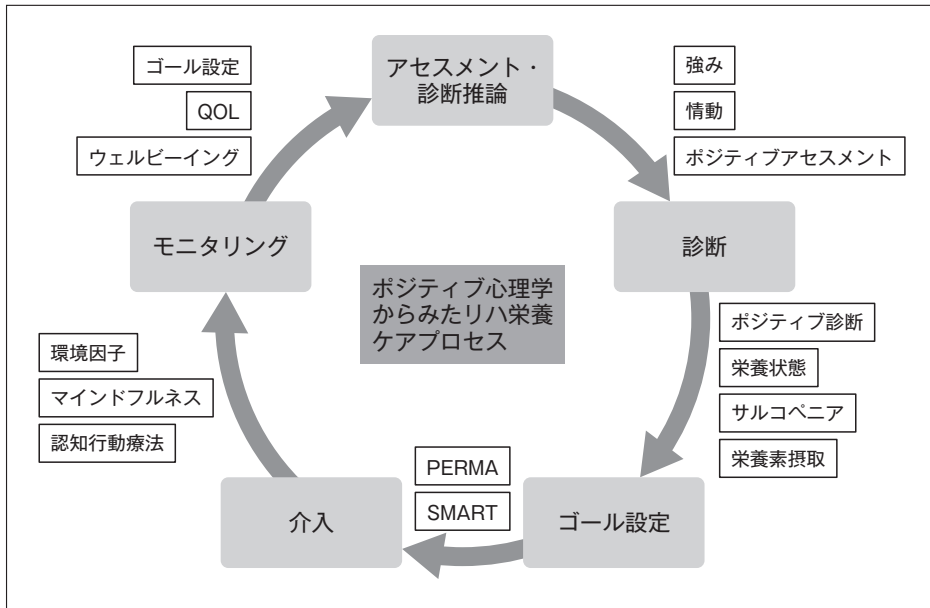 アセスメント・
診断推論
強み
情動
ポジティブアセスメント
診断
ポジティブ診断
栄養状態
サルコペニア
栄養素摂取
ゴール設定
PERMA
SMART
介入
環境因子
マインドフルネス
認知行動療法
モニタリング
ゴール設定
QOL
ウェルビーイング
ポジティブ心理学
からみたリハ栄養
ケアプロセス